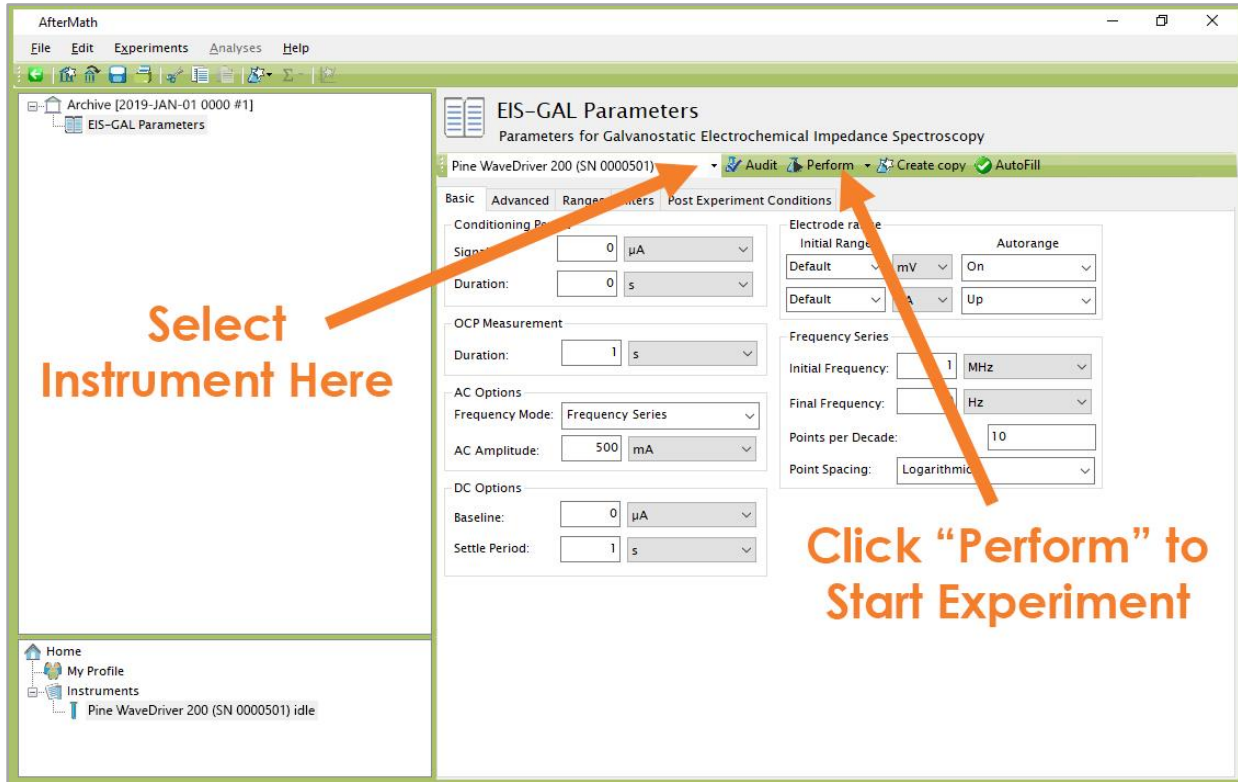 AfterMath
File Edit Experiments Analyses Help
Archive [2019-JAN-01 0000 #1]
EIS-GAL Parameters
EIS-GAL Parameters
Parameters for Galvanostatic Electrochemical Impedance Spectroscopy
Pine WaveDriver 200 (SN 0000501) Audit Perform Create copy AutoFill
Basic Advanced Post Experiment Conditions
Conditioning
Electrode
Initial Range Autorange
0 µA
Default mV On
Duration: 0 s
Default Up
OCP Measurement
Duration: 1 s
Frequency Series
Initial Frequency: 1 MHz
Final Frequency: Hz
Points per Decade: 10
Point Spacing: Logarithmic
AC Options
Frequency Mode: Frequency Series
AC Amplitude: 500 mA
DC Options
Baseline: 0 µA
Settle Period: 1 s
Select
Instrument Here
Click “Perform” to
Start Experiment
Home
My Profile
Instruments
Pine WaveDriver 200 (SN 0000501) idle